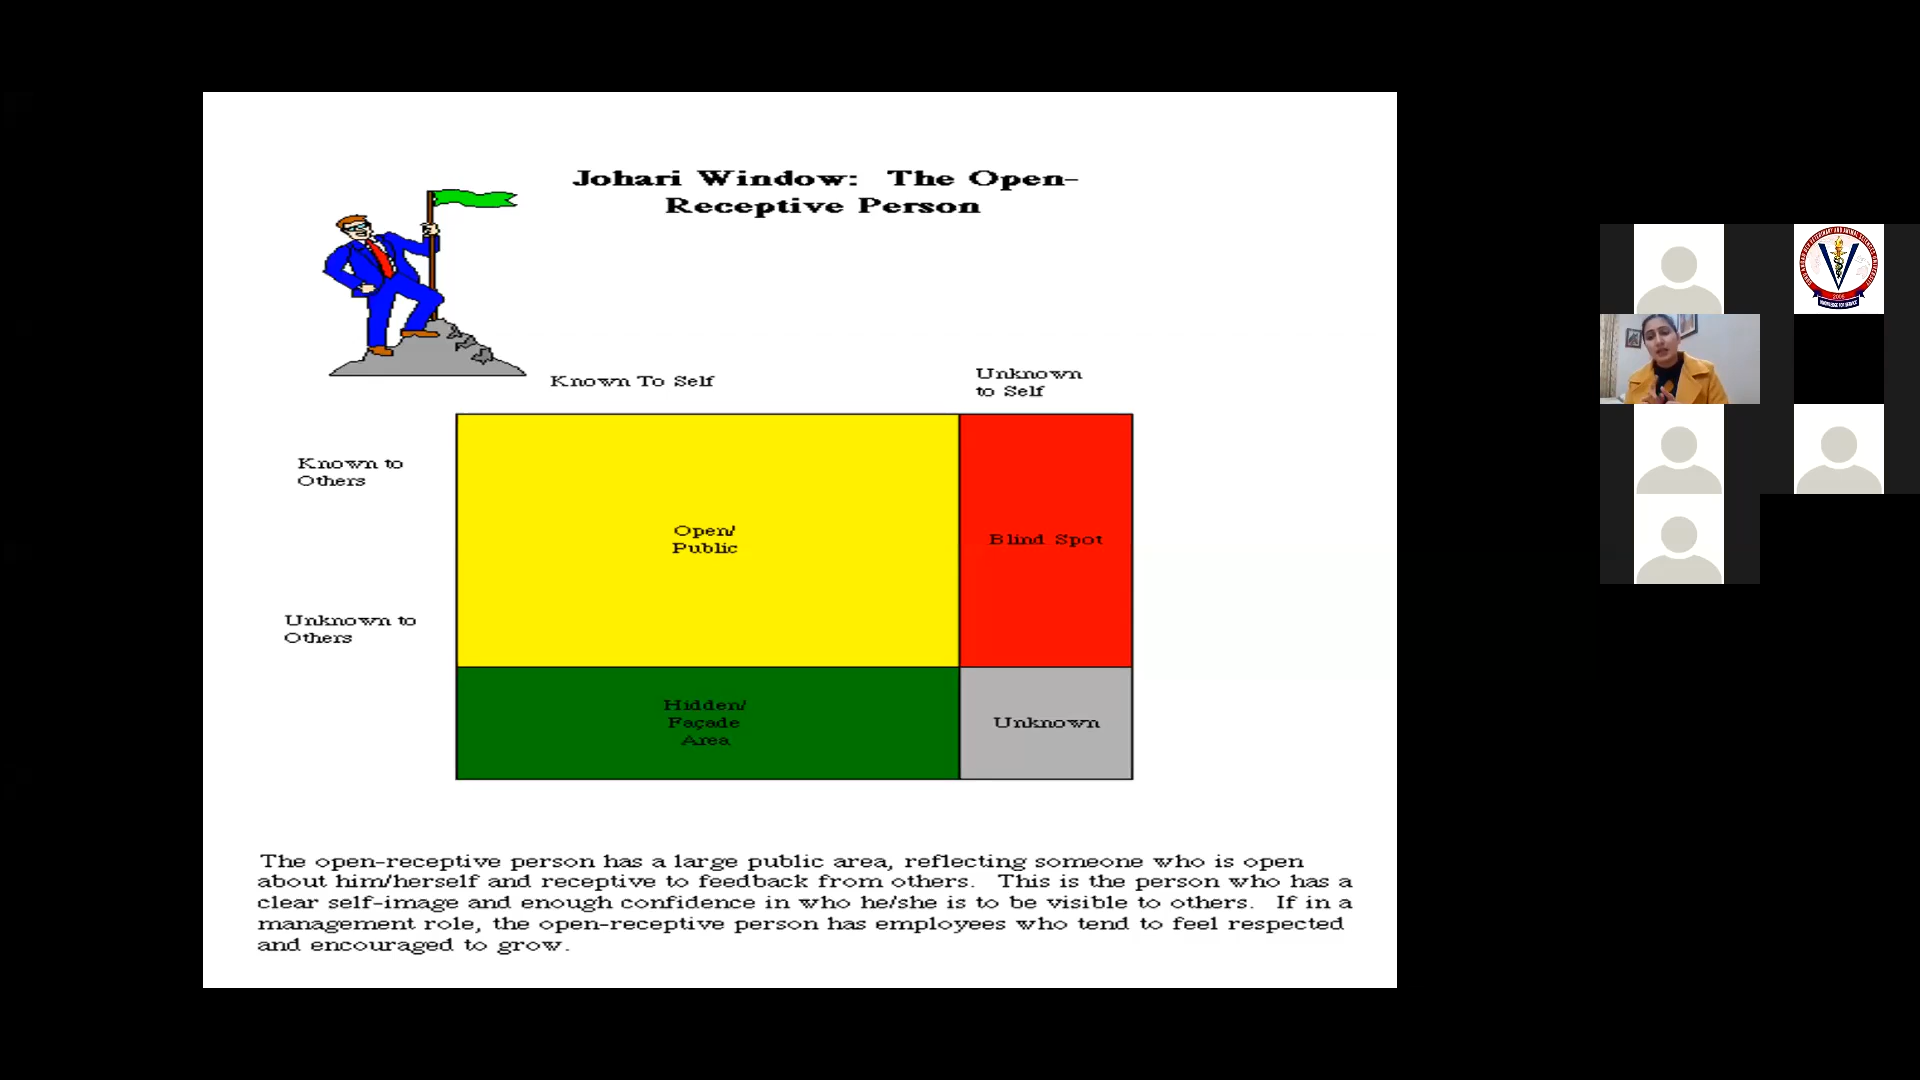 Johari Window: The Open-
Receptive Person
Known To Self
Unknown
to Self
Known to
Others
Open/
Public
Blind Spot
Unknown to
Others
Hidden/
Façade
Area
Unknown
The open-receptive person has a large public area, reflecting someone who is open
about him/herself and receptive to feedback from others. This is the person who has a
clear self-image and enough confidence in who he/she is to be visible to others. If in a
management role, the open-receptive person has employees who tend to feel respected
and encouraged to grow.